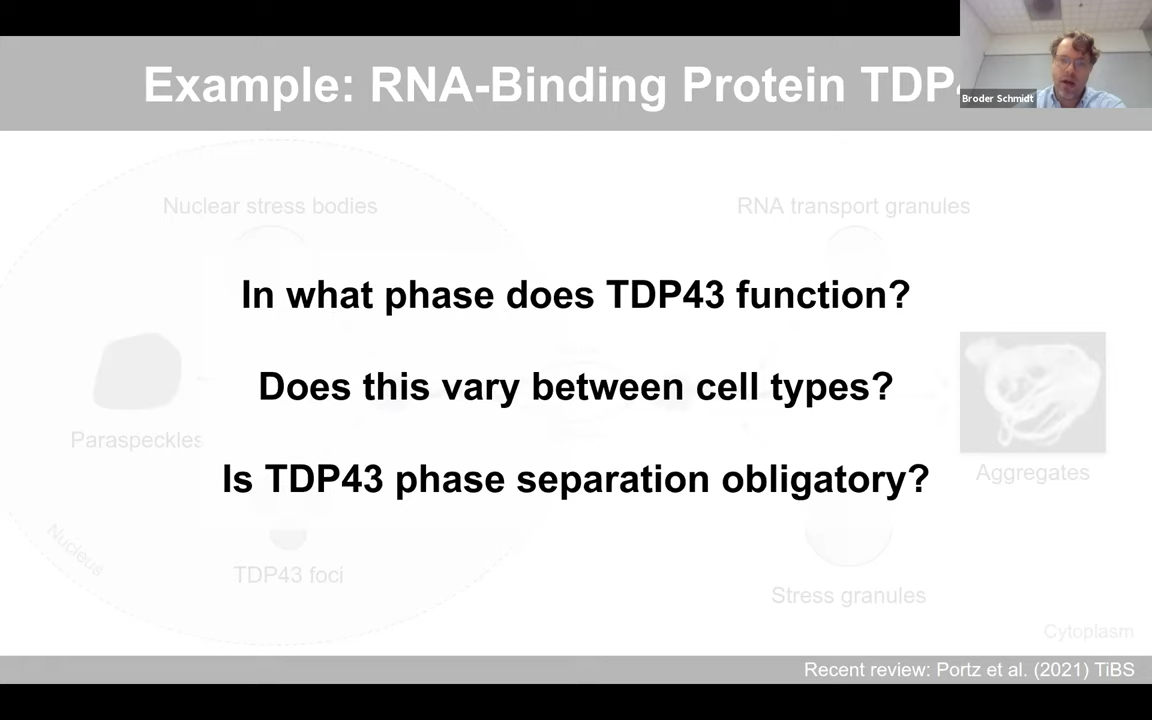 Example: RNA-Binding Protein TDP
Broder Schmidt
Nuclear stress bodies
RNA transport granules
In what phase does TDP43 function?
Does this vary between cell types?
Paraspeckles
Is TDP43 phase separation obligatory?
Aggregates
Nucleus
TDP43 foci
Stress granules
Cytoplasm
Recent review: Portz et al. (2021) TiBS